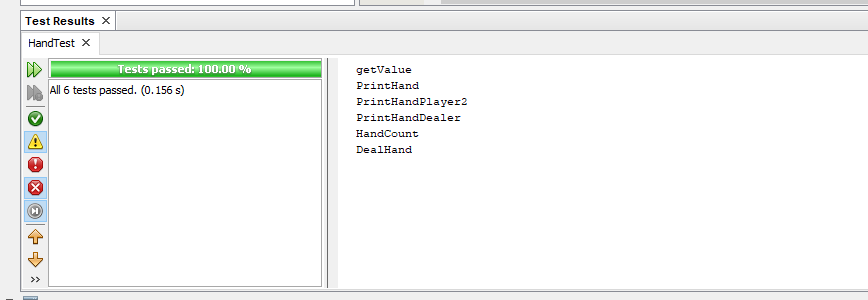 Test Results
HandTest
Tests passed: 100.00 %
All 6 tests passed. (0.156 s)
getValue
PrintHand
PrintHandPlayer2
PrintHandDealer
HandCount
DealHand